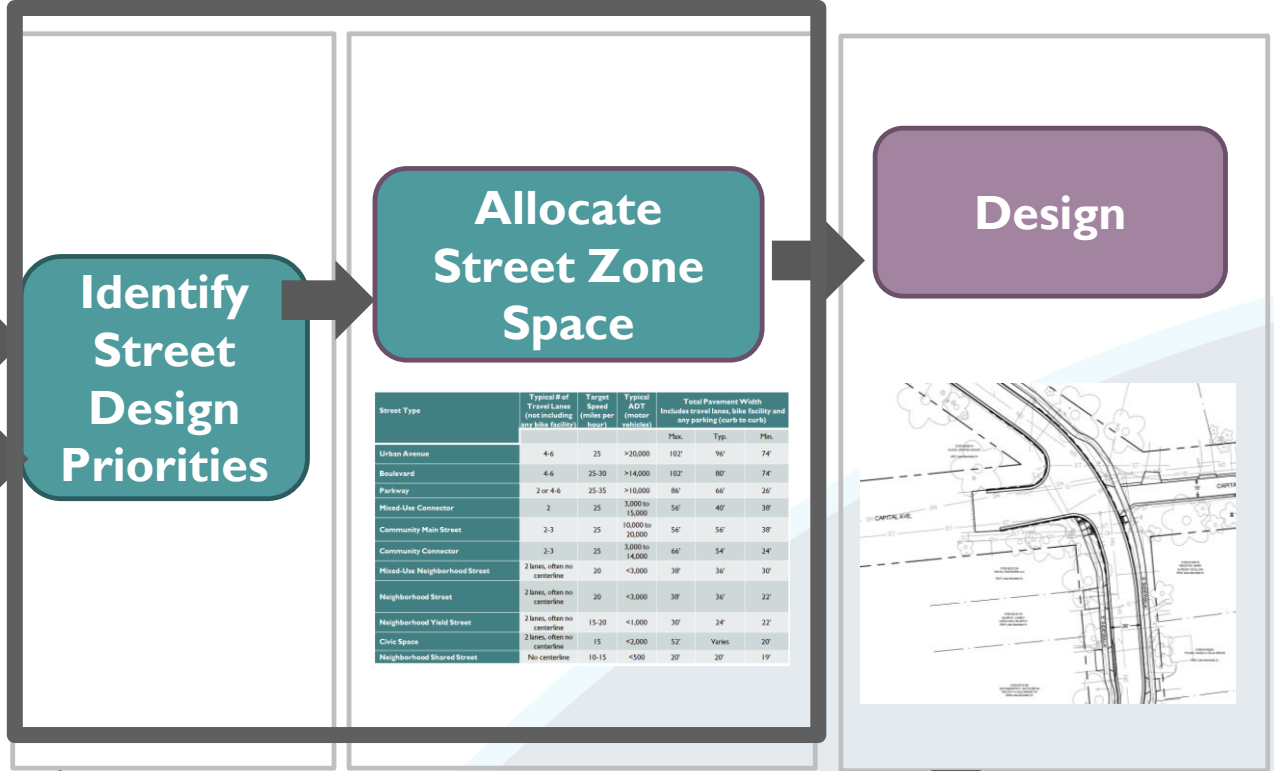 Identify
Street
Design
Priorities
Allocate
Street Zone
Space
Design
Street Type
Typical # of
Travel Lanes
(not including
any bike facility)
Target
Speed
(miles per
hour)
Typical
ADT
(motor
vehicles)
Total Pavement Width
Includes travel lanes, bike facility and
any parking (curb to
curb)
Max. Typ. Min.
Urban Avenue 4-6 25 >20,000 102' 96' 74'
Boulevard 4-6 25-30 >14,000 102' 80' 74'
Parkway 2 or 4-6 25-35 >10,000 86' 66' 26'
Mixed-Use Connector 2 25 3,000 to
15,000 56' 40' 38'
Community Main Street 2-3 25 10,000 to
20,000 56' 56' 38'
Community Connector 2-3 25 3,000 to
14,000 66' 54' 24'
Mixed-Use Neighborhood Street 2 lanes, often no
centerline 20 <3,000 38' 36' 30'
Neighborhood Street 2 lanes, often no
centerline 20 <3,000 38' 36' 22'
Neighborhood Yield Street 2 lanes, often no
centerline 15-20 <1,000 30' 24' 22'
Civic Space 2 lanes, often no
centerline 15 <2,000 52' Varies 20'
Neighborhood Shared Street No centerline 10-15 <500 20' 20' 19'
CAPITAL AVE.
CAPITA